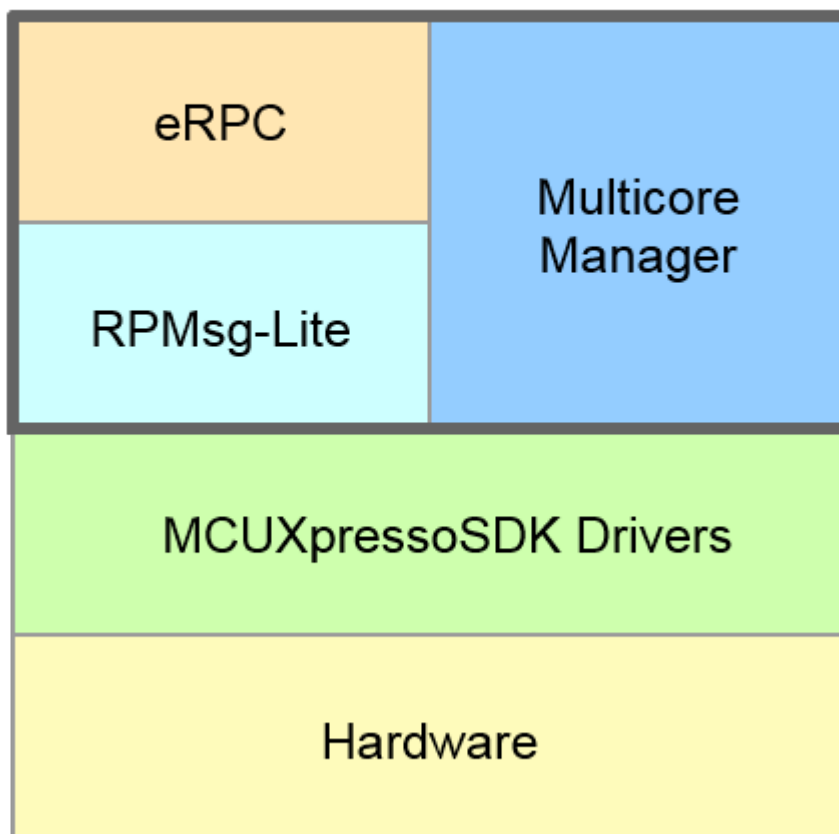 eRPC
Multicore
Manager
RPMsg-Lite
MCUXpressoSDK Drivers
Hardware